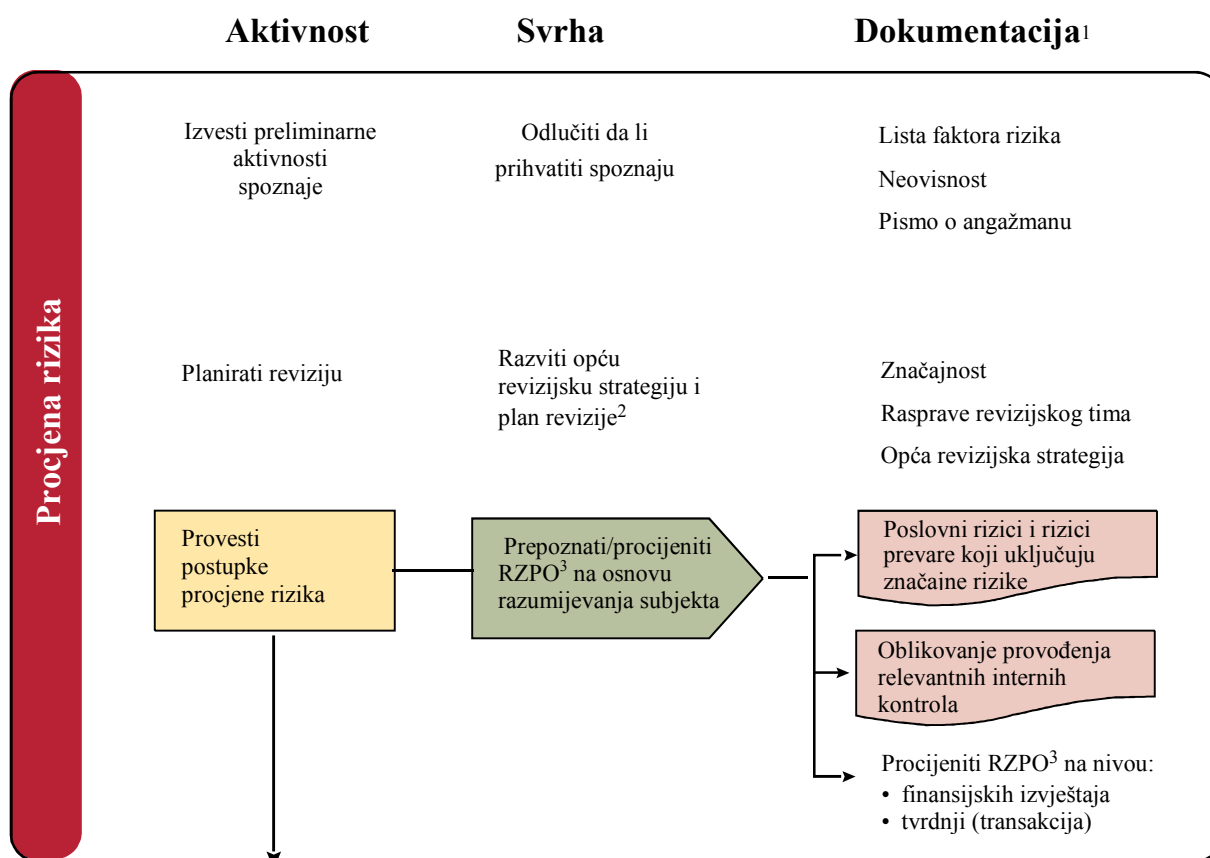 Aktivnost Svrha Dokumentacija1
Procjena rizika
Izvesti preliminarne
aktivnosti
spoznaje
Odlučiti da li
prihvatiti spoznaju
Lista faktora rizika
Neovisnost
Pismo o angažmanu
Planirati reviziju
Razviti opću
revizijsku strategiju i
plan revizije2
Značajnost
Rasprave revizijskog tima
Opća revizijska strategija
Provesti
postupke
procjene rizika
Prepoznati/procijeniti
RZPO3 na osnovu
razumijevanja subjekta
Poslovni rizici i rizici
prevare koji uključuju
značajne rizike
Oblikovanje provođenja
relevantnih internih
kontrola
Procijeniti RZPO3 na nivou:
• finansijskih izvještaja
• tvrdnji (transakcija)